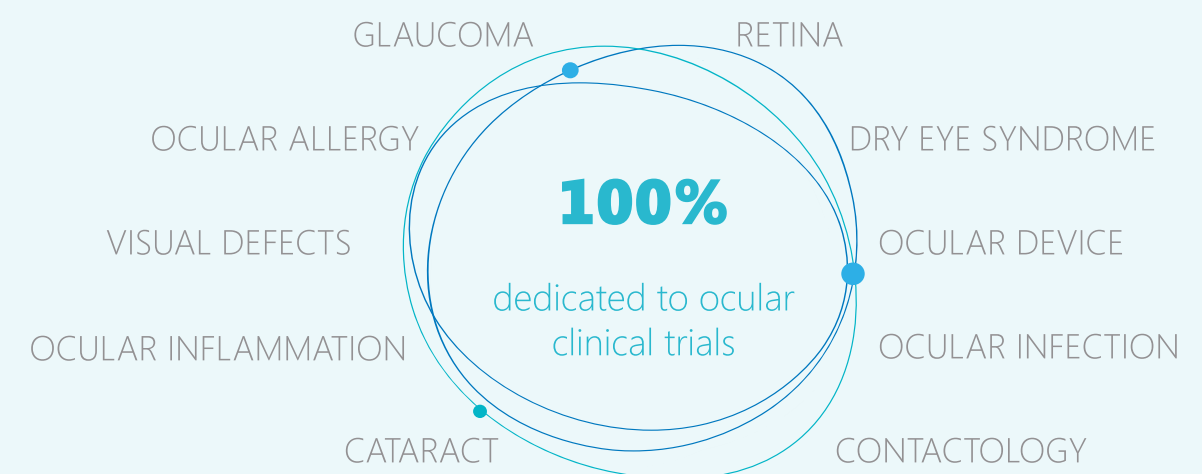 GLAUCOMA
RETINA
OCULAR ALLERGY
DRY EYE SYNDROME
100%
VISUAL DEFECTS
OCULAR DEVICE
dedicated to ocular
clinical trials
OCULAR INFLAMMATION
OCULAR INFECTION
CATARACT
CONTACTOLOGY